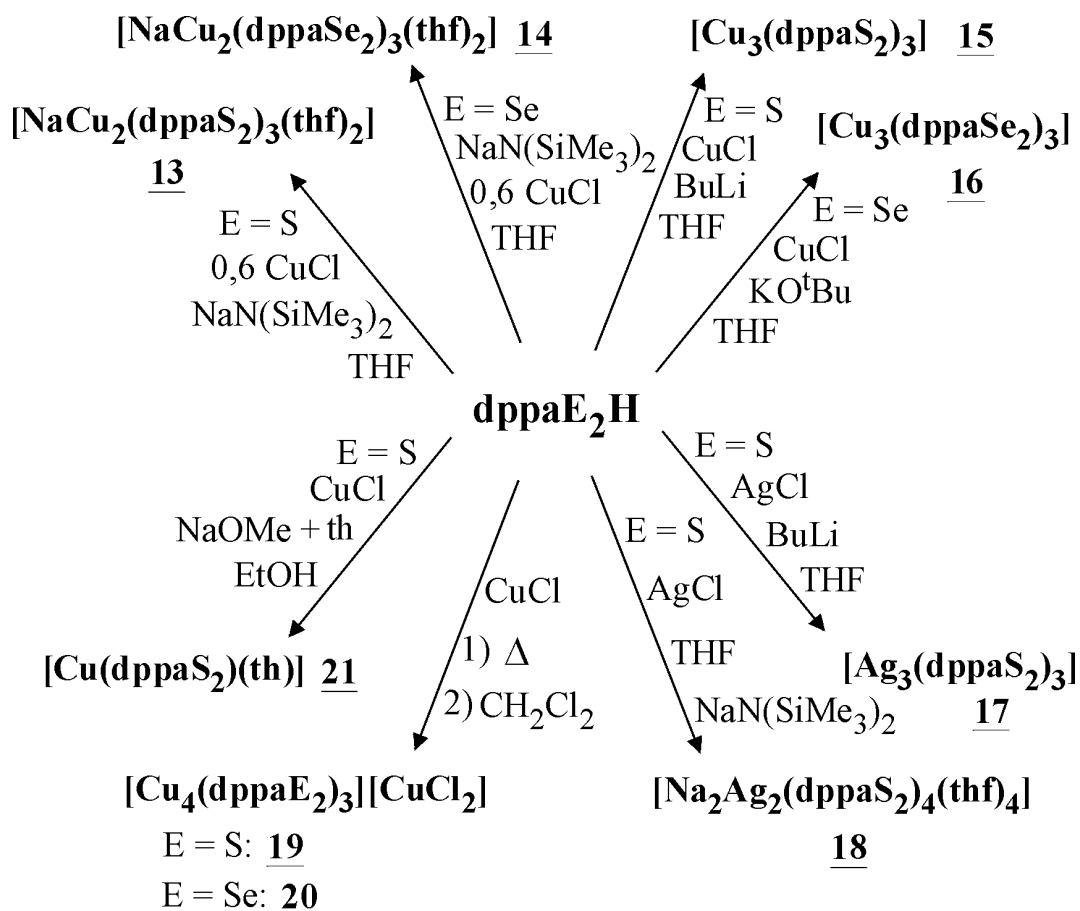 [NaCu₂(dppaSe₂)₃(thf)₂] 14
[Cu₃(dppaS₂)₃] 15
[NaCu₂(dppaS₂)₃(thf)₂]
13
[Cu₃(dppaSe₂)₃]
16
E = S
0,6 CuCl
NaN(SiMe₃)₂
THF
E = Se
NaN(SiMe₃)₂
0,6 CuCl
THF
E = S
CuCl
BuLi
THF
E = Se
CuCl
KOᵗBu
THF
dppaE₂H
E = S
CuCl
NaOMe + th
EtOH
CuCl
1) Δ
2) CH₂Cl₂
E = S
AgCl
THF
NaN(SiMe₃)₂
E = S
AgCl
BuLi
THF
[Cu(dppaS₂)(th)] 21
[Ag₃(dppaS₂)₃]
17
[Cu₄(dppaE₂)₃][CuCl₂]
E = S: 19
E = Se: 20
[Na₂Ag₂(dppaS₂)₄(thf)₄]
18